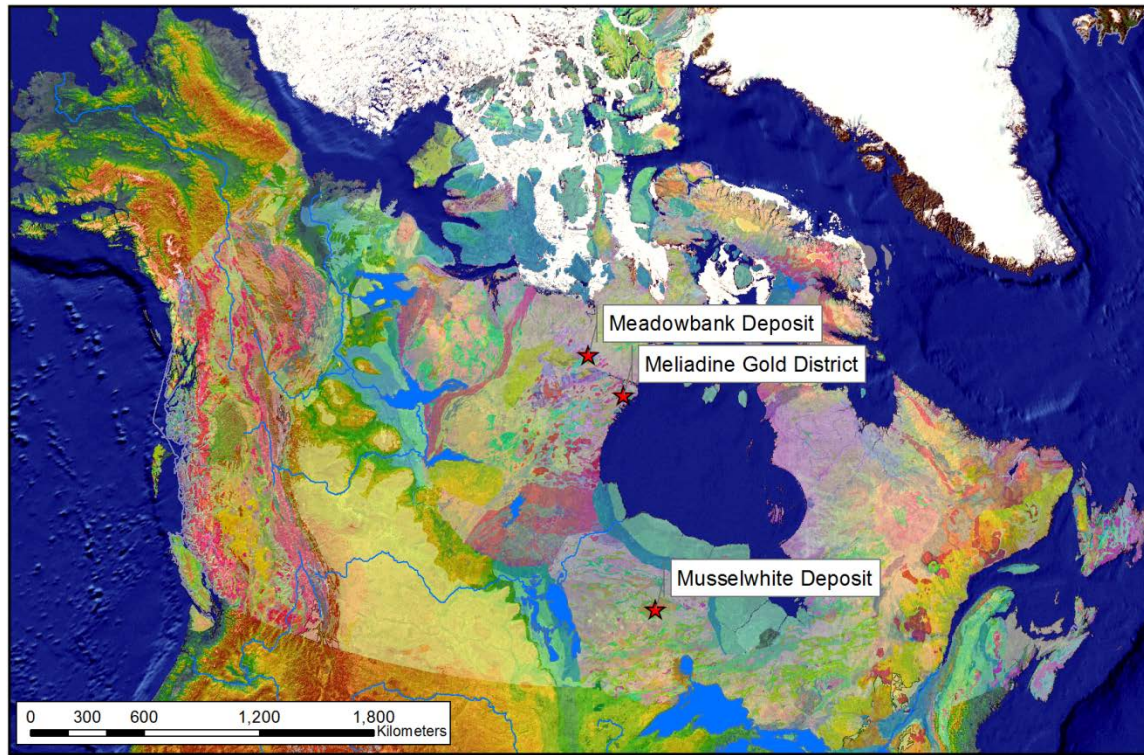 Meadowbank Deposit
Meliadine Gold District
Musselwhite Deposit
0 300 600 1,200 1,800
Kilometers